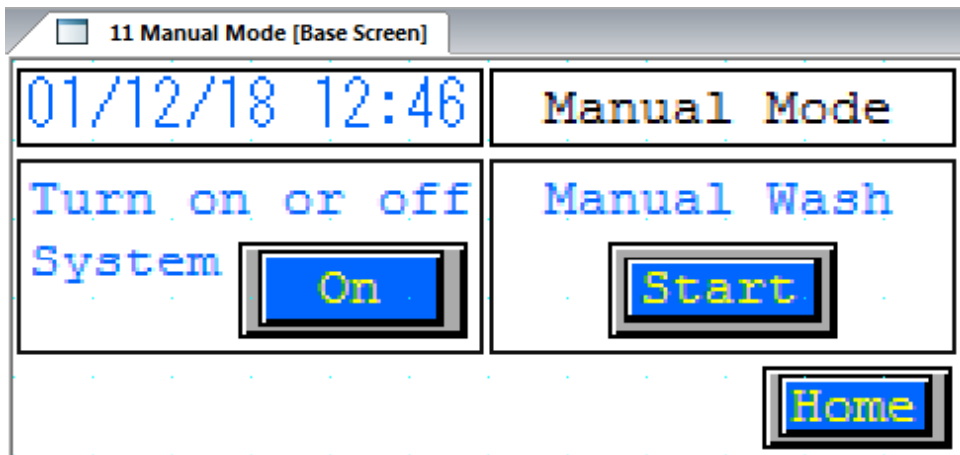 11 Manual Mode [Base Screen]
01/12/18 12:46
Manual Mode
Turn on or off
System
On
Manual Wash
Start
Home